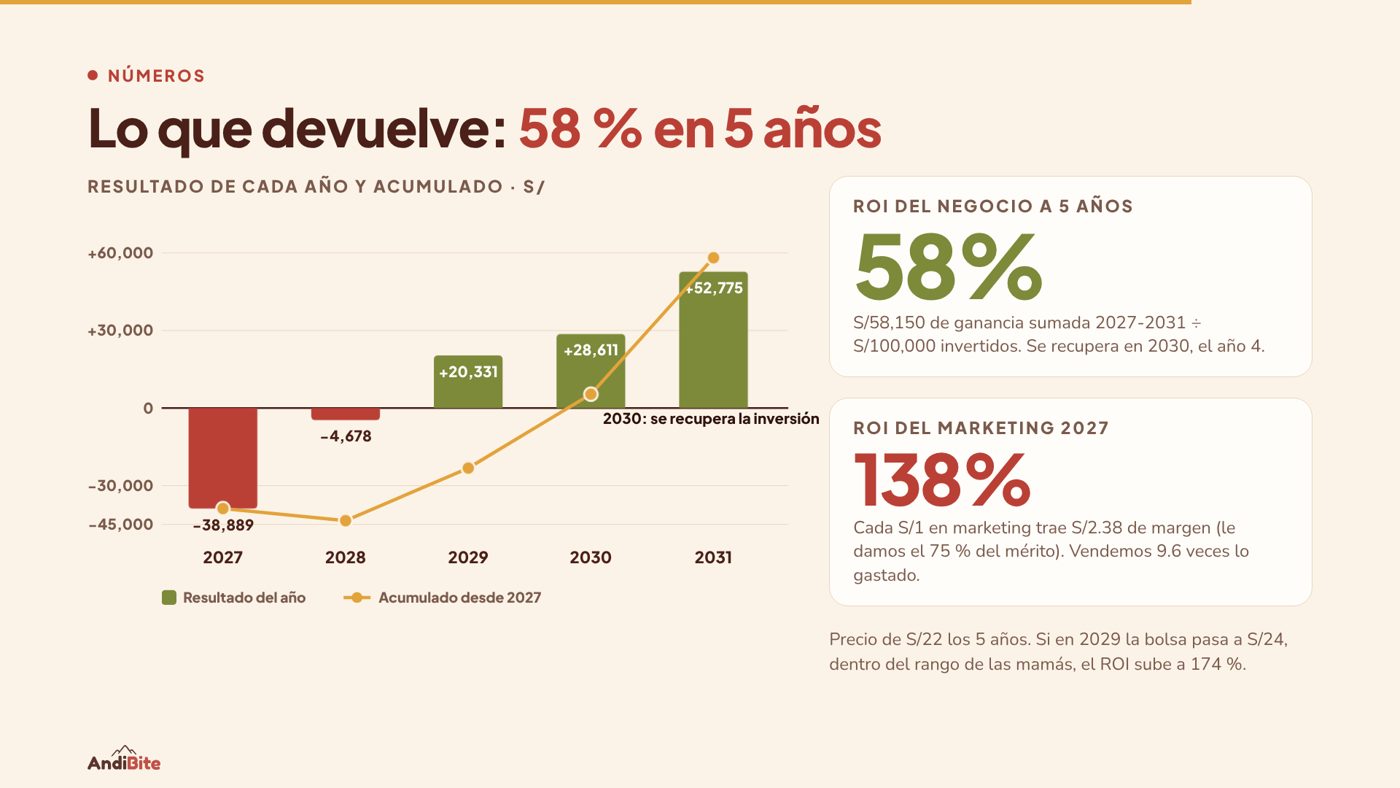 NÚMEROS
Lo que devuelve: 58 % en 5 años
RESULTADO DE CADA AÑO Y ACUMULADO · S/
+60,000
+30,000
0
−30,000
−45,000
−38,889
−4,678
+20,331
+28,611
+52,775
2030: se recupera la inversión
2027
2028
2029
2030
2031
Resultado del año
Acumulado desde 2027
ROI DEL NEGOCIO A 5 AÑOS
58%
S/58,150 de ganancia sumada 2027-2031 ÷
S/100,000 invertidos. Se recupera en 2030, el año 4.
ROI DEL MARKETING 2027
138%
Cada S/1 en marketing trae S/2.38 de margen (le
damos el 75 % del mérito). Vendemos 9.6 veces lo
gastado.
Precio de S/22 los 5 años. Si en 2029 la bolsa pasa a S/24,
dentro del rango de las mamás, el ROI sube a 174 %.
AndiBite